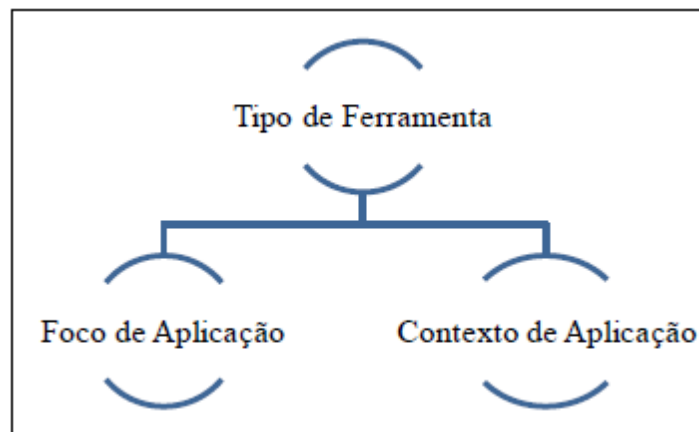 Tipo de Ferramenta
Foco de Aplicação
Contexto de Aplicação